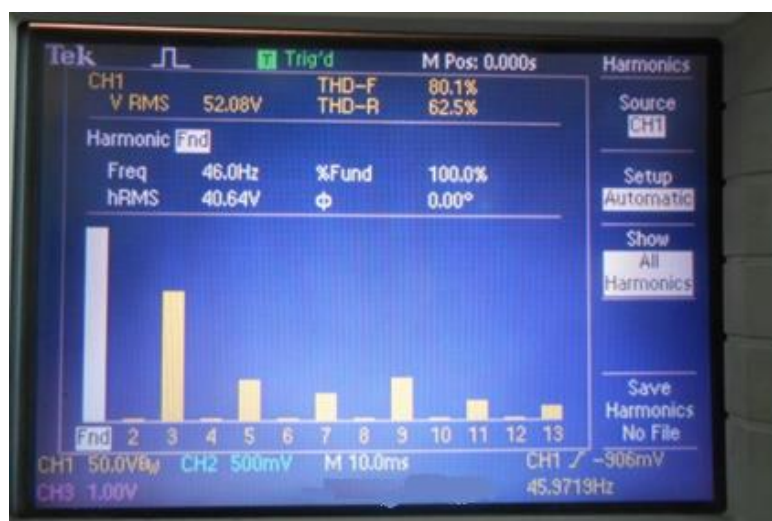 Tek T Trig'd M Pos: 0.000s Harmonics
CH1 THD-F 80.1%
V RMS 52.08V THD-R 62.5%
Source
CH1
Harmonic Fnd
Freq 46.0Hz %Fund 100.0%
hRMS 40.64V Φ 0.00°
Setup
Automatic
Show
All
Harmonics
Save
Harmonics
No File
Fnd 2 3 4 5 6 7 8 9 10 11 12 13
CH1 50.0VBW CH2 500mV M 10.0ms CH1 -906mV
CH3 1.00V 45.9719Hz